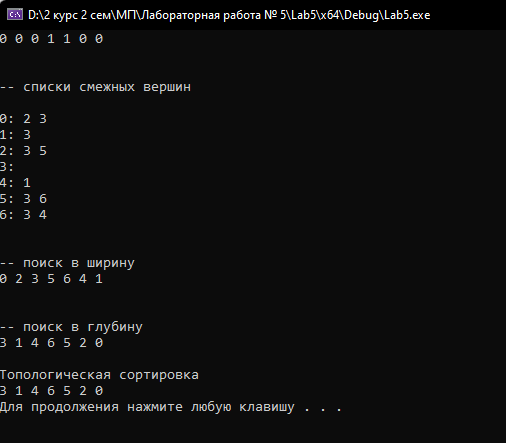 D:\2 курс 2 сем\МП\Лабораторная работа № 5\Lab5\x64\Debug\Lab5.exe
0 0 0 1 1 0 0
-- списки смежных вершин
0: 2 3
1: 3
2: 3 5
3:
4: 1
5: 3 6
6: 3 4
-- поиск в ширину
0 2 3 5 6 4 1
-- поиск в глубину
3 1 4 6 5 2 0
Топологическая сортировка
3 1 4 6 5 2 0
Для продолжения нажмите любую клавишу . . .